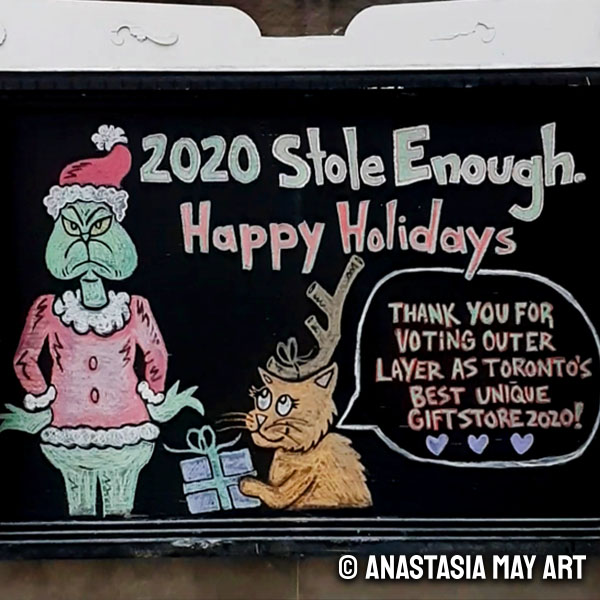 2020 Stole Enough.
Happy Holidays
THANK YOU FOR
VOTING OUTER
LAYER AS TORONTO'S
BEST UNIQUE
GIFTSTORE 2020!
© ANASTASIA MAY ART